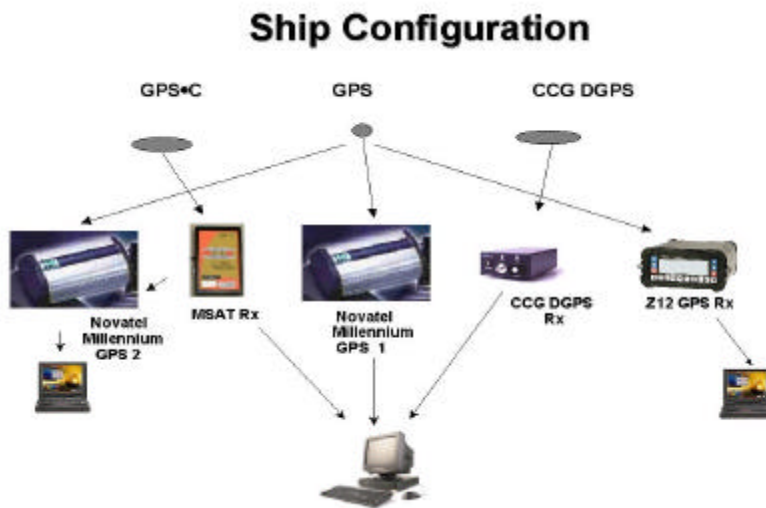 Ship Configuration
GPS•C
GPS
CCG DGPS
Novatel
Millennium
GPS 2
MSAT Rx
Novatel
Millennium
GPS 1
CCG DGPS
Rx
Z12 GPS Rx